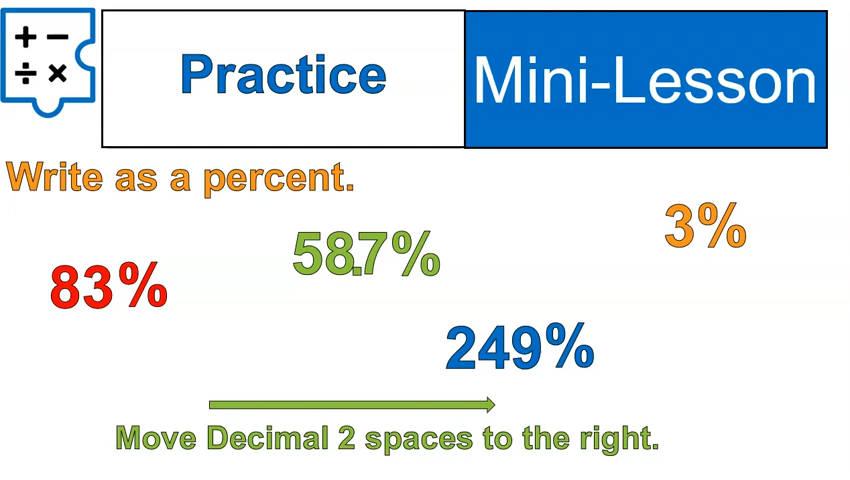 + −
÷ ×
Practice
Mini-Lesson
Write as a percent.
3%
58.7%
83%
249%
Move Decimal 2 spaces to the right.